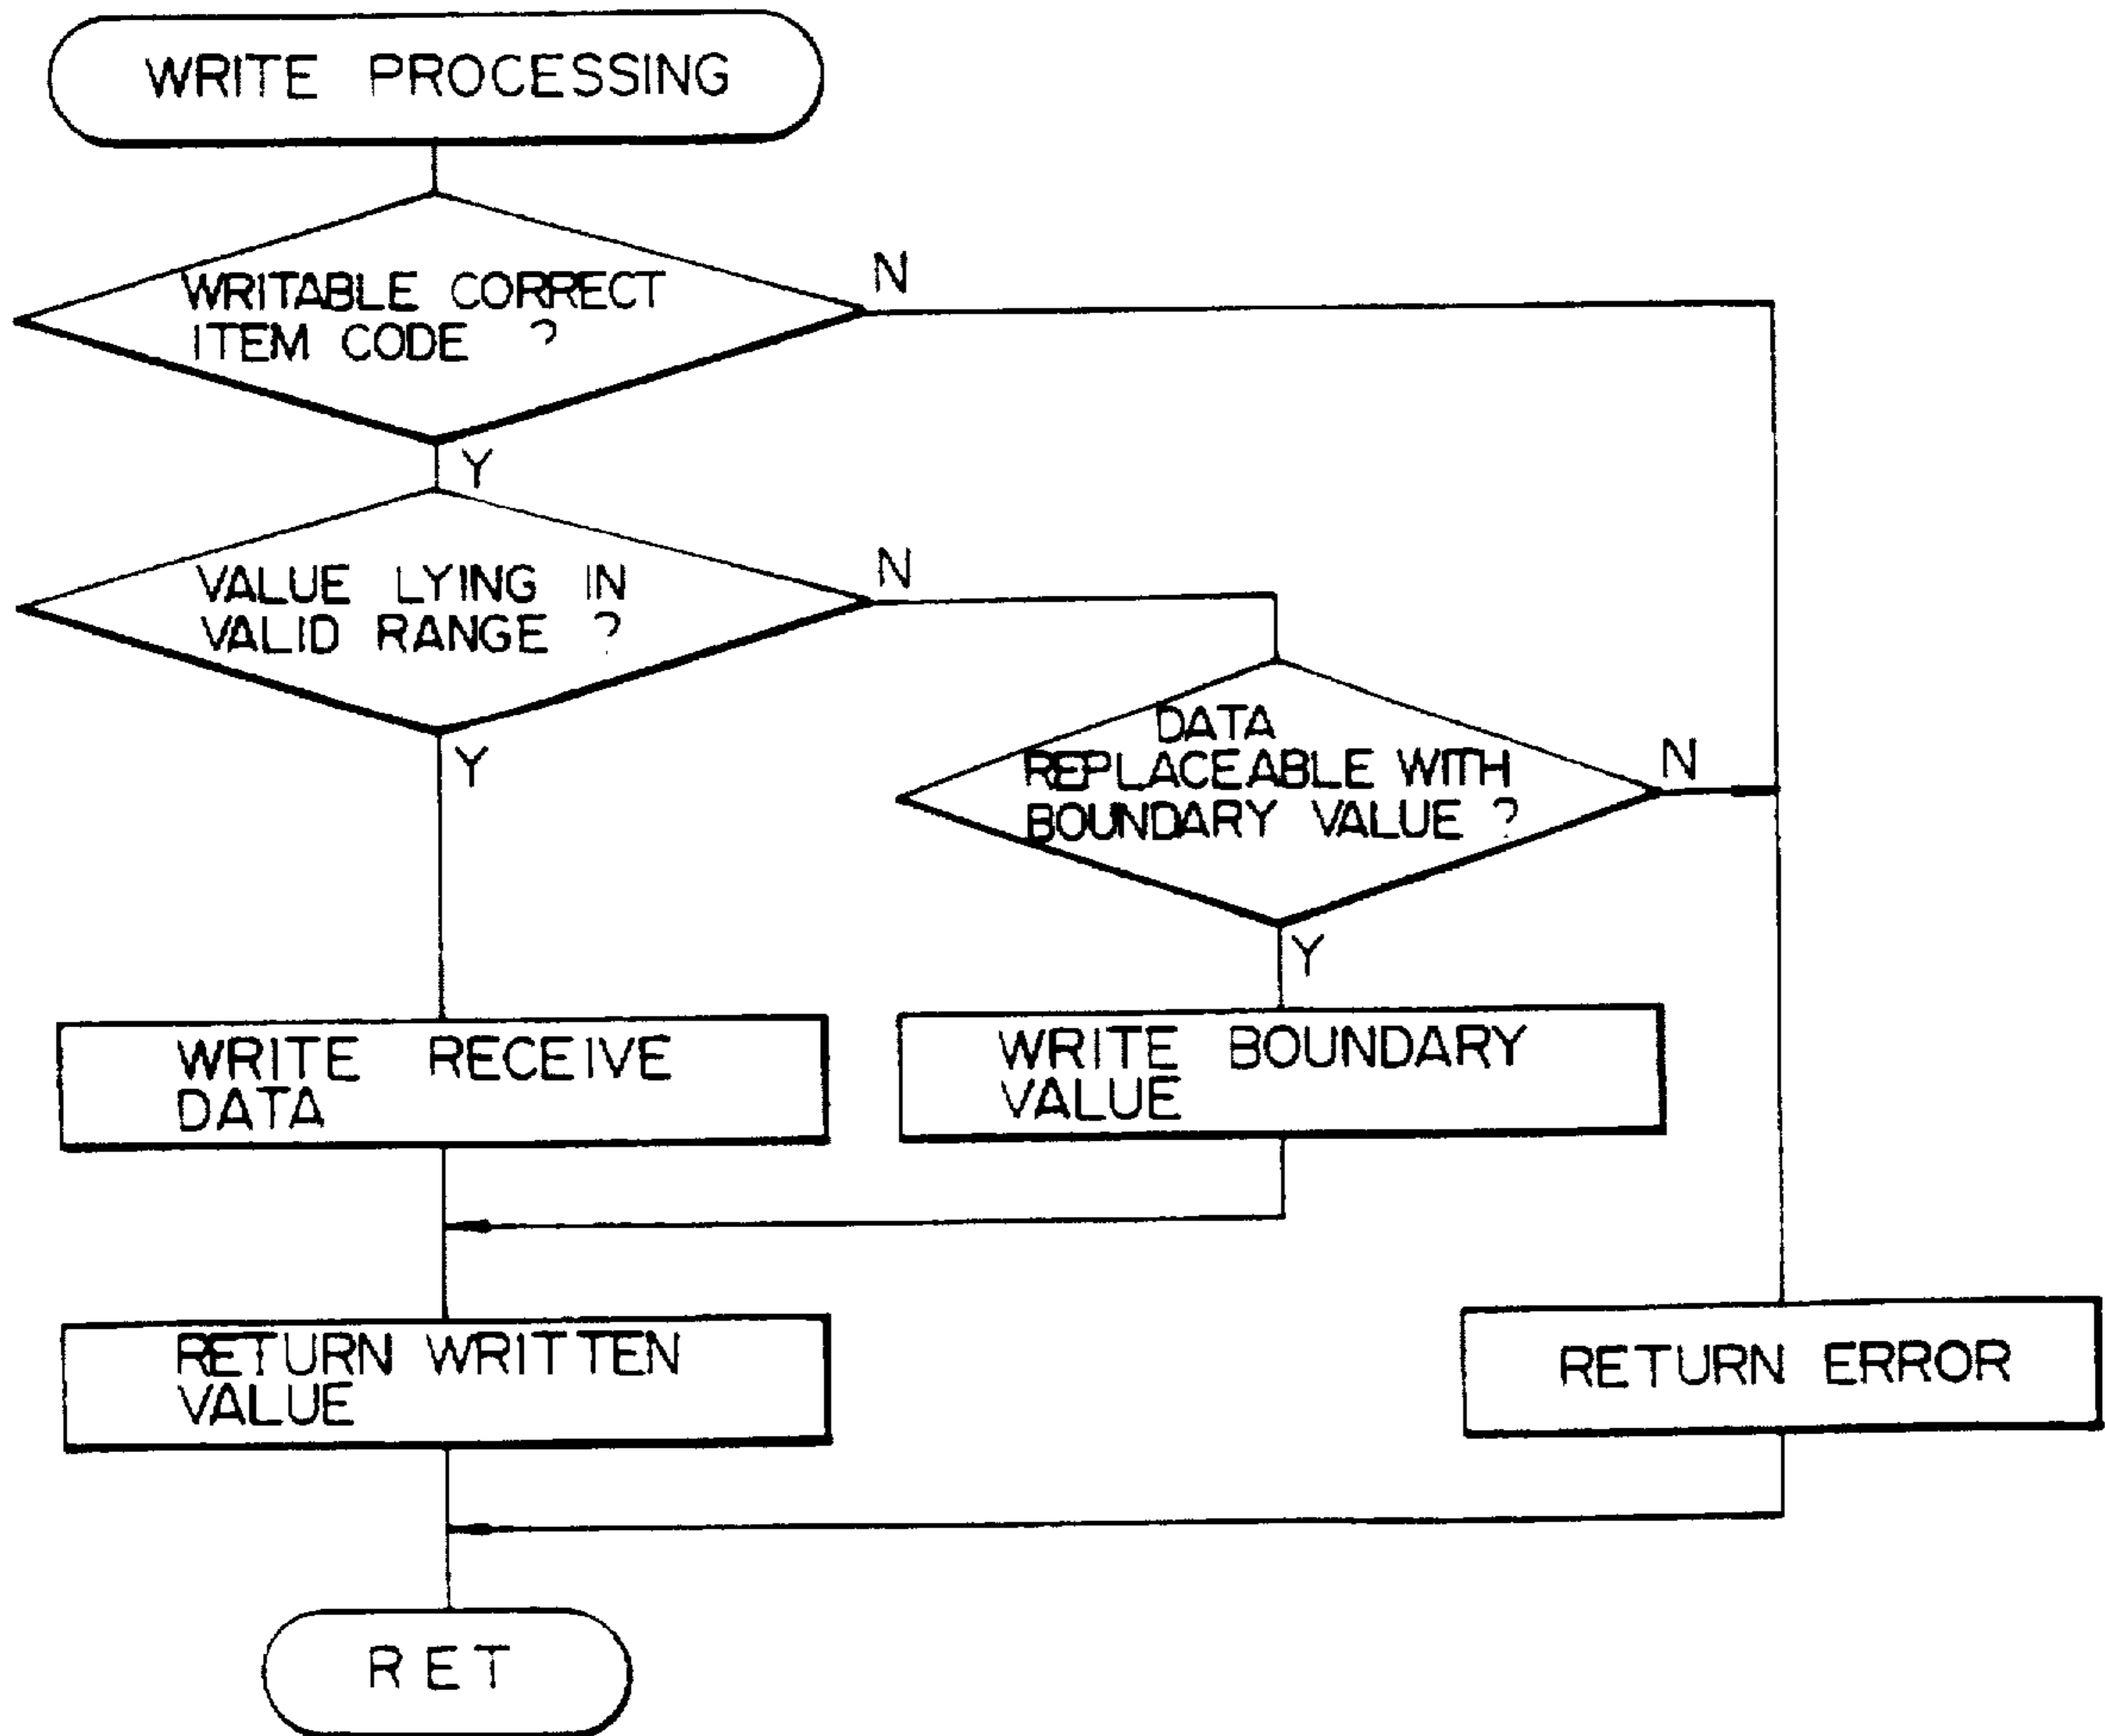 WRITE PROCESSING
WRITABLE CORRECT
ITEM CODE ?
N
Y
VALUE LYING IN
VALID RANGE ?
N
Y
DATA
REPLACEABLE WITH
BOUNDARY VALUE ?
N
Y
WRITE RECEIVE
DATA
WRITE BOUNDARY
VALUE
RETURN WRITTEN
VALUE
RETURN ERROR
RET